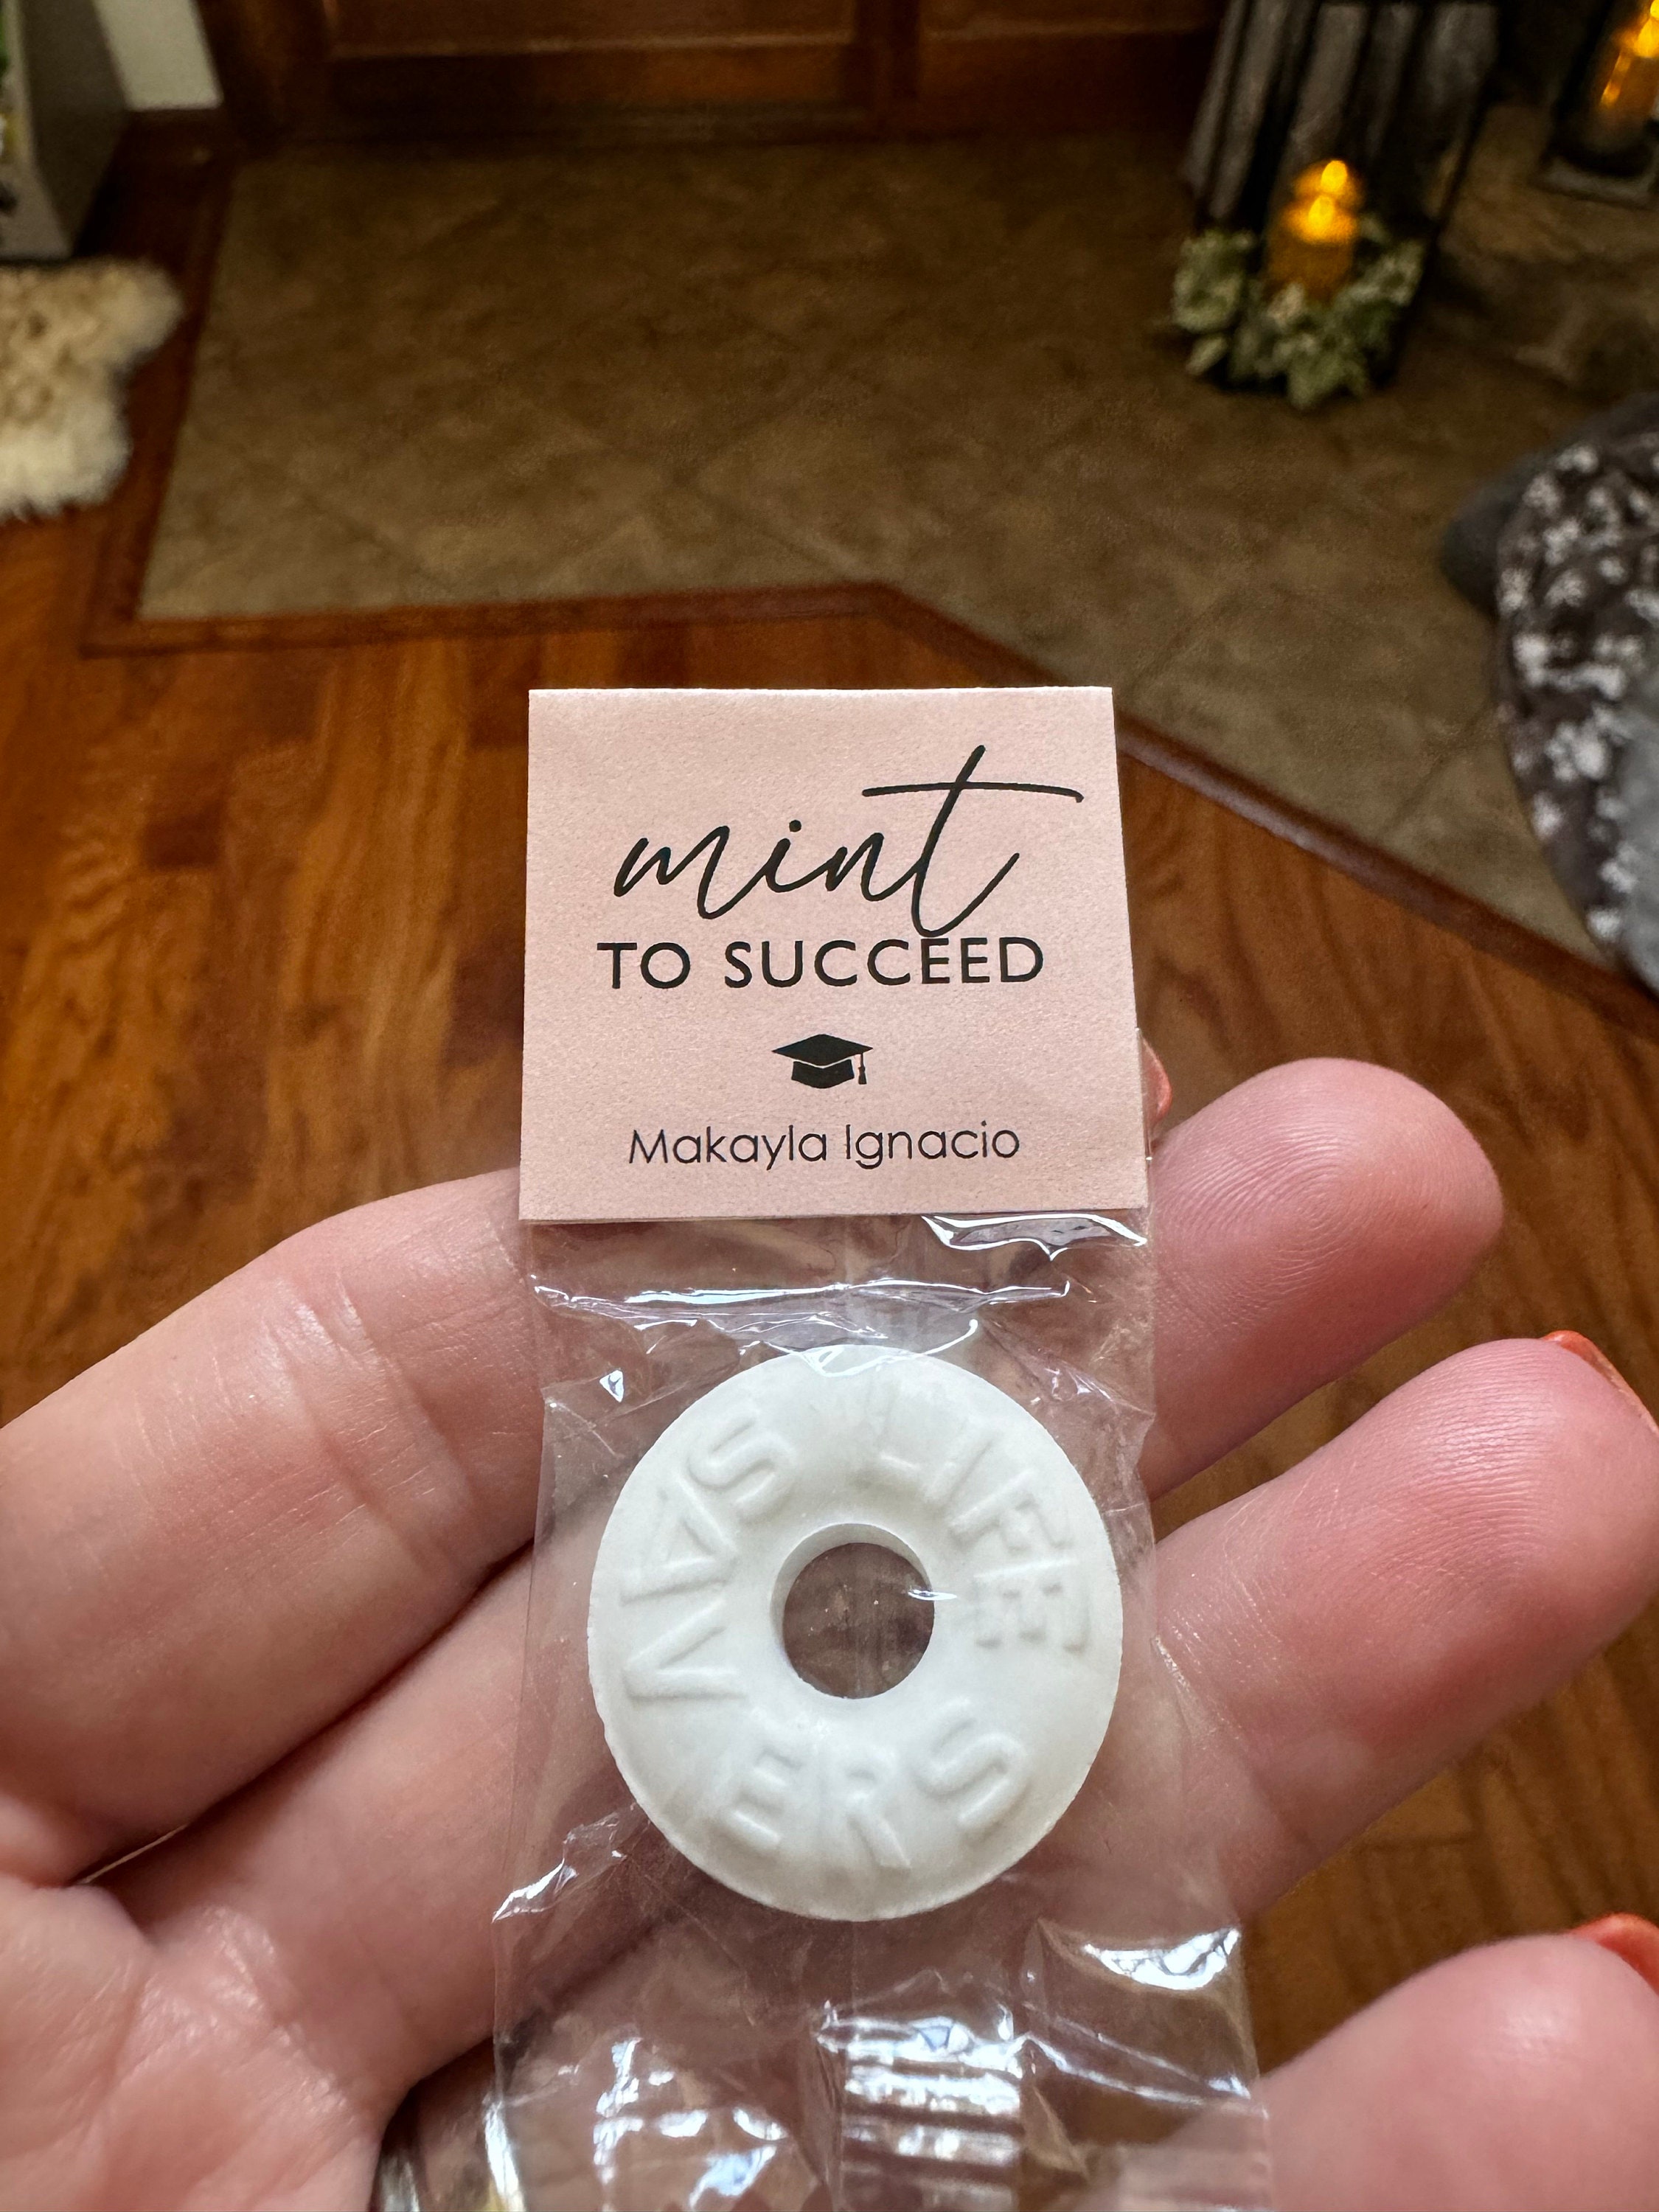 mint
TO SUCCEED
Makayla Ignacio
LIFE
SAVERS